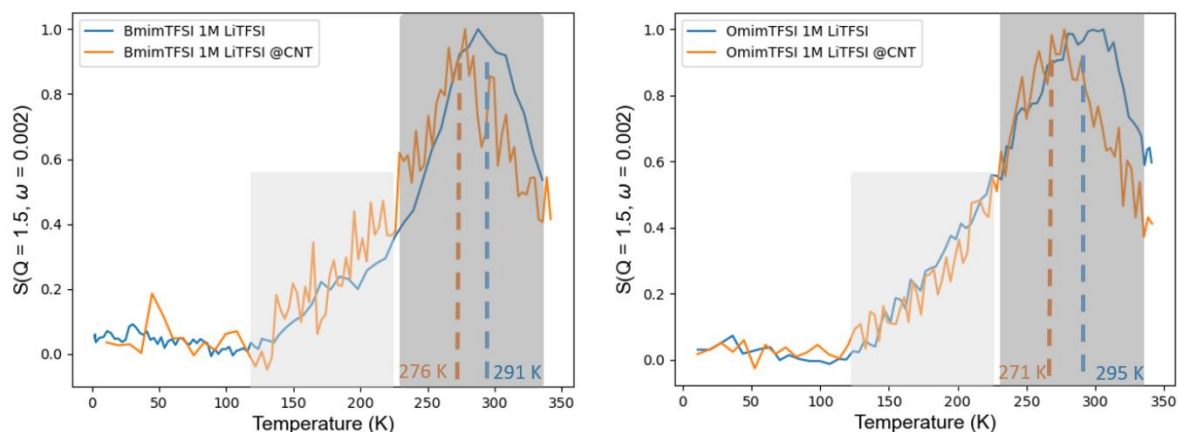 BmimTFSI 1M LiTFSI
BmimTFSI 1M LiTFSI @CNT
S(Q = 1.5, ω = 0.002)
1.0
0.8
0.6
0.4
0.2
0.0
276 K
291 K
0 50 100 150 200 250 300 350
Temperature (K)
OmimTFSI 1M LiTFSI
OmimTFSI 1M LiTFSI @CNT
S(Q = 1.5, ω = 0.002)
1.0
0.8
0.6
0.4
0.2
0.0
271 K
295 K
0 50 100 150 200 250 300 350
Temperature (K)